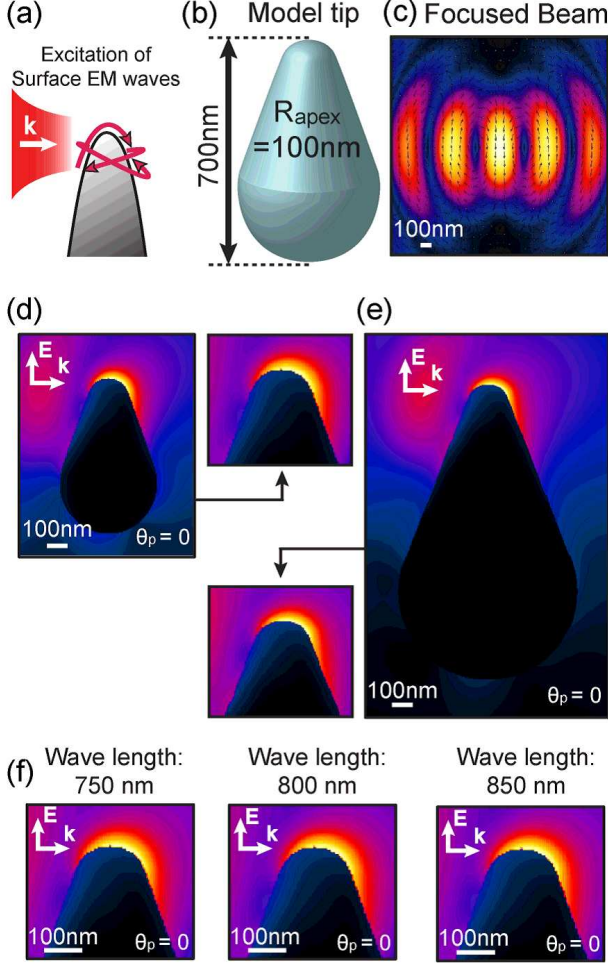 (a)
Excitation of
Surface EM waves
k
(b) Model tip
700nm
R_apex
=100nm
(c) Focused Beam
100nm
(d)
E
k
100nm
θp = 0
(e)
E
k
100nm
θp = 0
(f)
Wave length:
750 nm
E
k
100nm
θp = 0
Wave length:
800 nm
E
k
100nm
θp = 0
Wave length:
850 nm
E
k
100nm
θp = 0